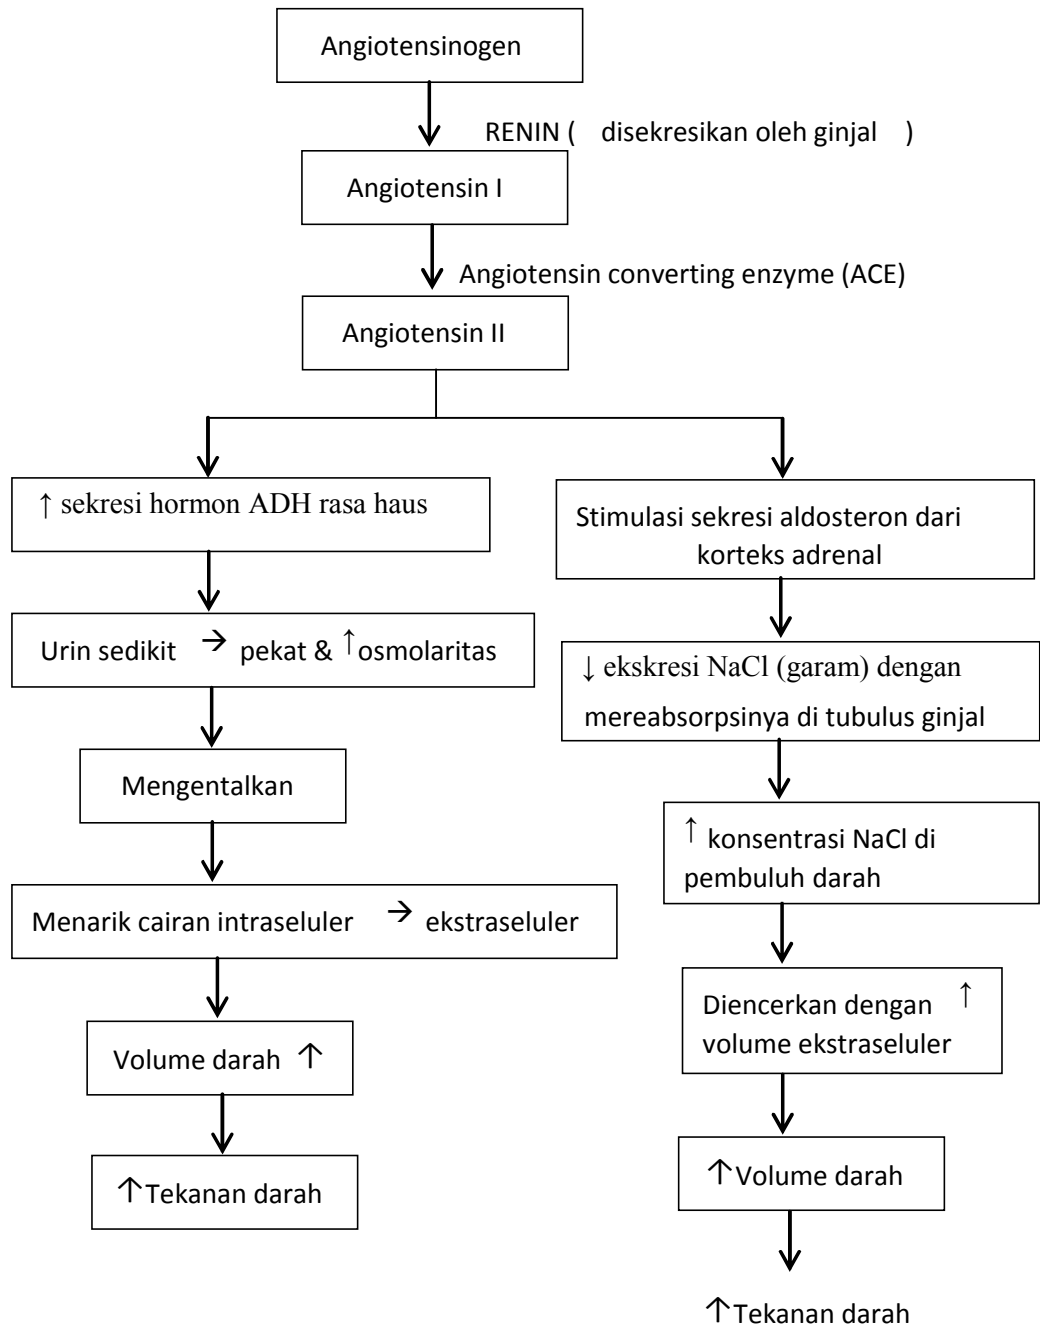 Angiotensinogen
RENIN ( disekresikan oleh ginjal )
Angiotensin I
Angiotensin converting enzyme (ACE)
Angiotensin II
↑ sekresi hormon ADH rasa haus
Urin sedikit → pekat & ↑osmolaritas
Mengentalkan
Menarik cairan intraseluler → ekstraseluler
Volume darah ↑
↑Tekanan darah
Stimulasi sekresi aldosteron dari
korteks adrenal
↓ ekskresi NaCl (garam) dengan
mereabsorpsinya di tubulus ginjal
↑ konsentrasi NaCl di
pembuluh darah
Diencerkan dengan ↑
volume ekstraseluler
↑Volume darah
↑Tekanan darah